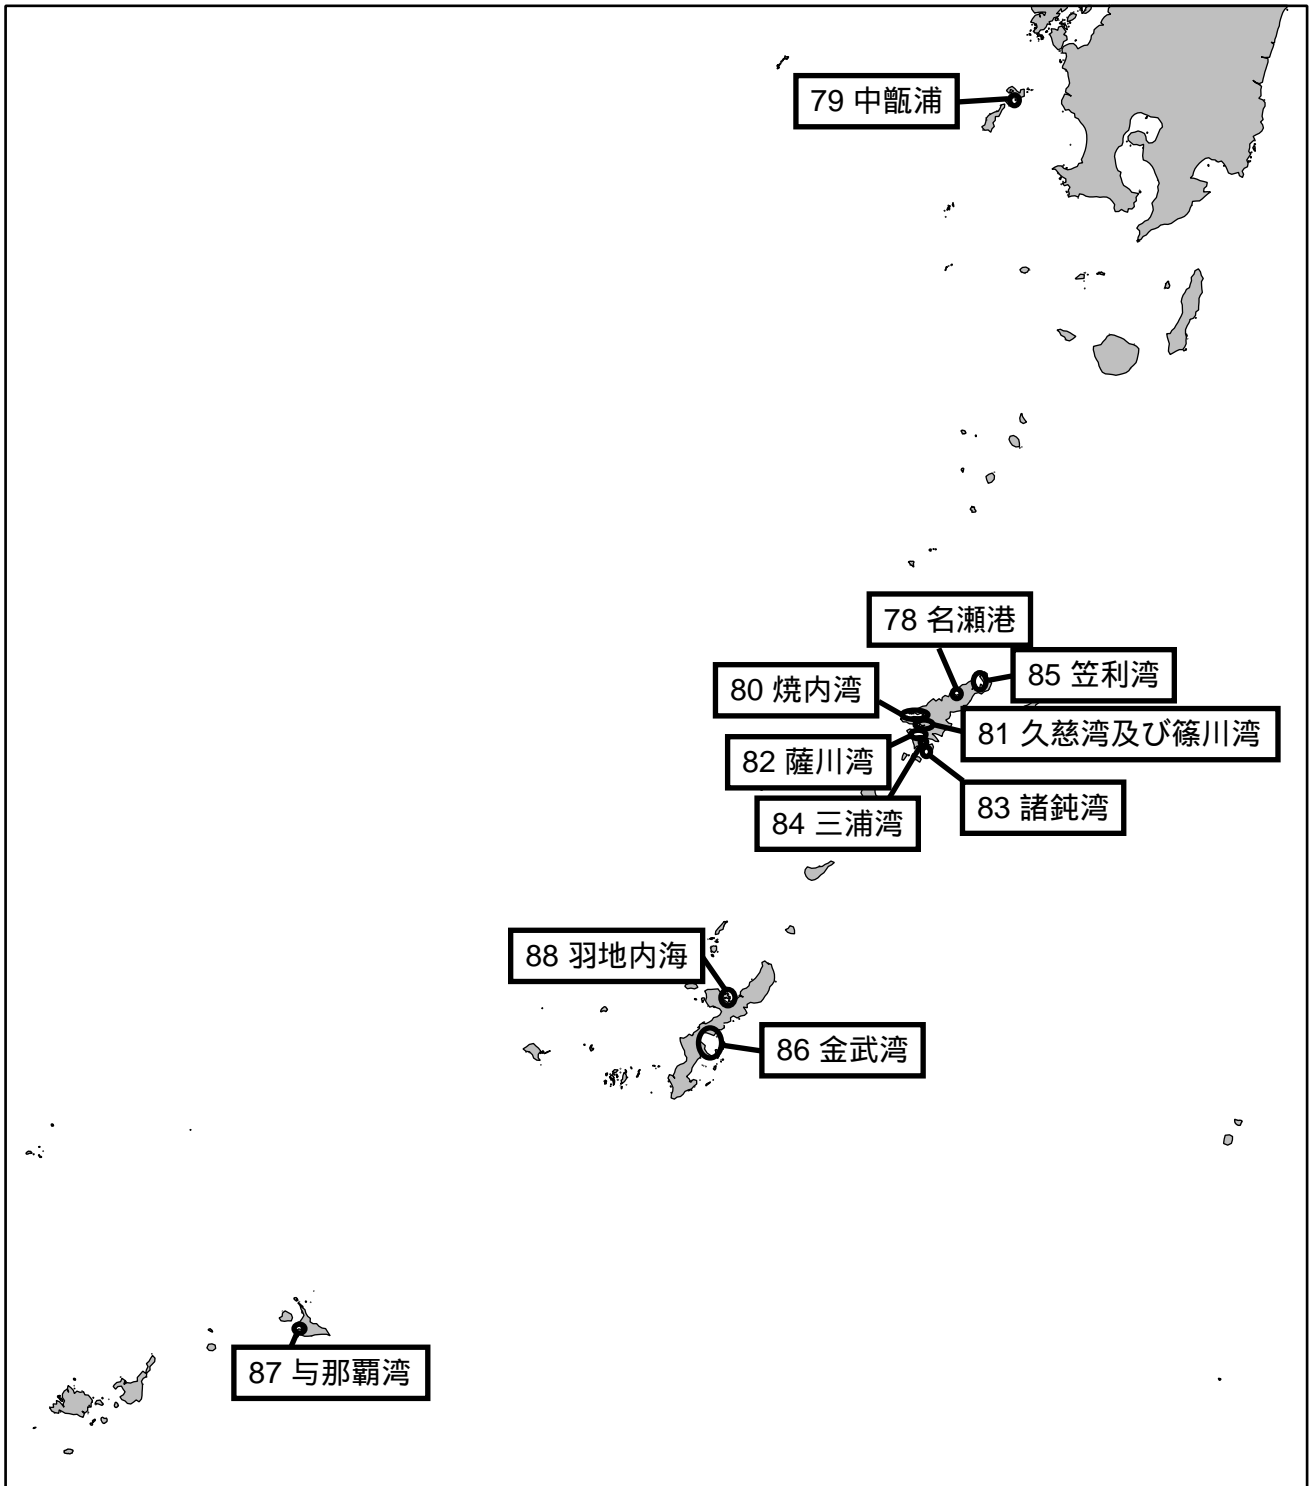 79 中甑浦
78 名瀬港
80 焼内湾
85 笠利湾
81 久慈湾及び篠川湾
82 薩川湾
83 諸鈍湾
84 三浦湾
88 羽地内海
86 金武湾
87 与那覇湾